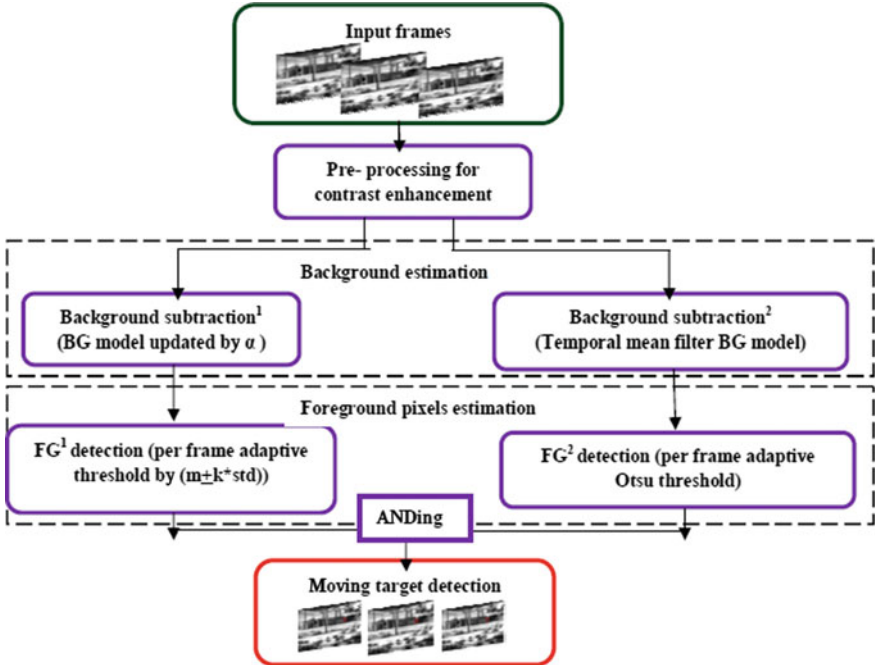 Input frames
Pre- processing for
contrast enhancement
Background estimation
Background subtraction¹
(BG model updated by α )
Background subtraction²
(Temporal mean filter BG model)
Foreground pixels estimation
FG¹ detection (per frame adaptive
threshold by (m±k*std))
FG² detection (per frame adaptive
Otsu threshold)
ANDing
Moving target detection